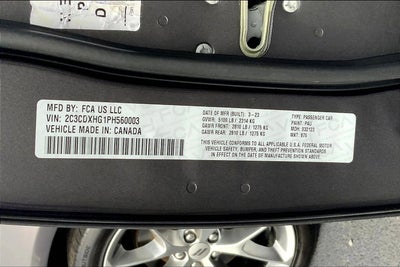 MFD BY: FCA US LLC
VIN: 2C3CDXHG1PH560003
VEHICLE MADE IN: CANADA
DATE OF MFR (BUILT): 3-23
GVWR: 5100 LB / 2314 KG
GAWR FRONT: 2810 LB / 1275 KG
GAWR REAR: 2810 LB / 1275 KG
TYPE: PASSENGER CAR
PAINT: PAU
MDH: 032123
THIS VEHICLE CONFORMS TO ALL APPLICABLE U.S.A. FEDERAL MOTOR
VEHICLE SAFETY, BUMPER, AND THEFT STANDARDS IN EFFECT ON THE DATE
OF MANUFACTURE SHOWN ABOVE.